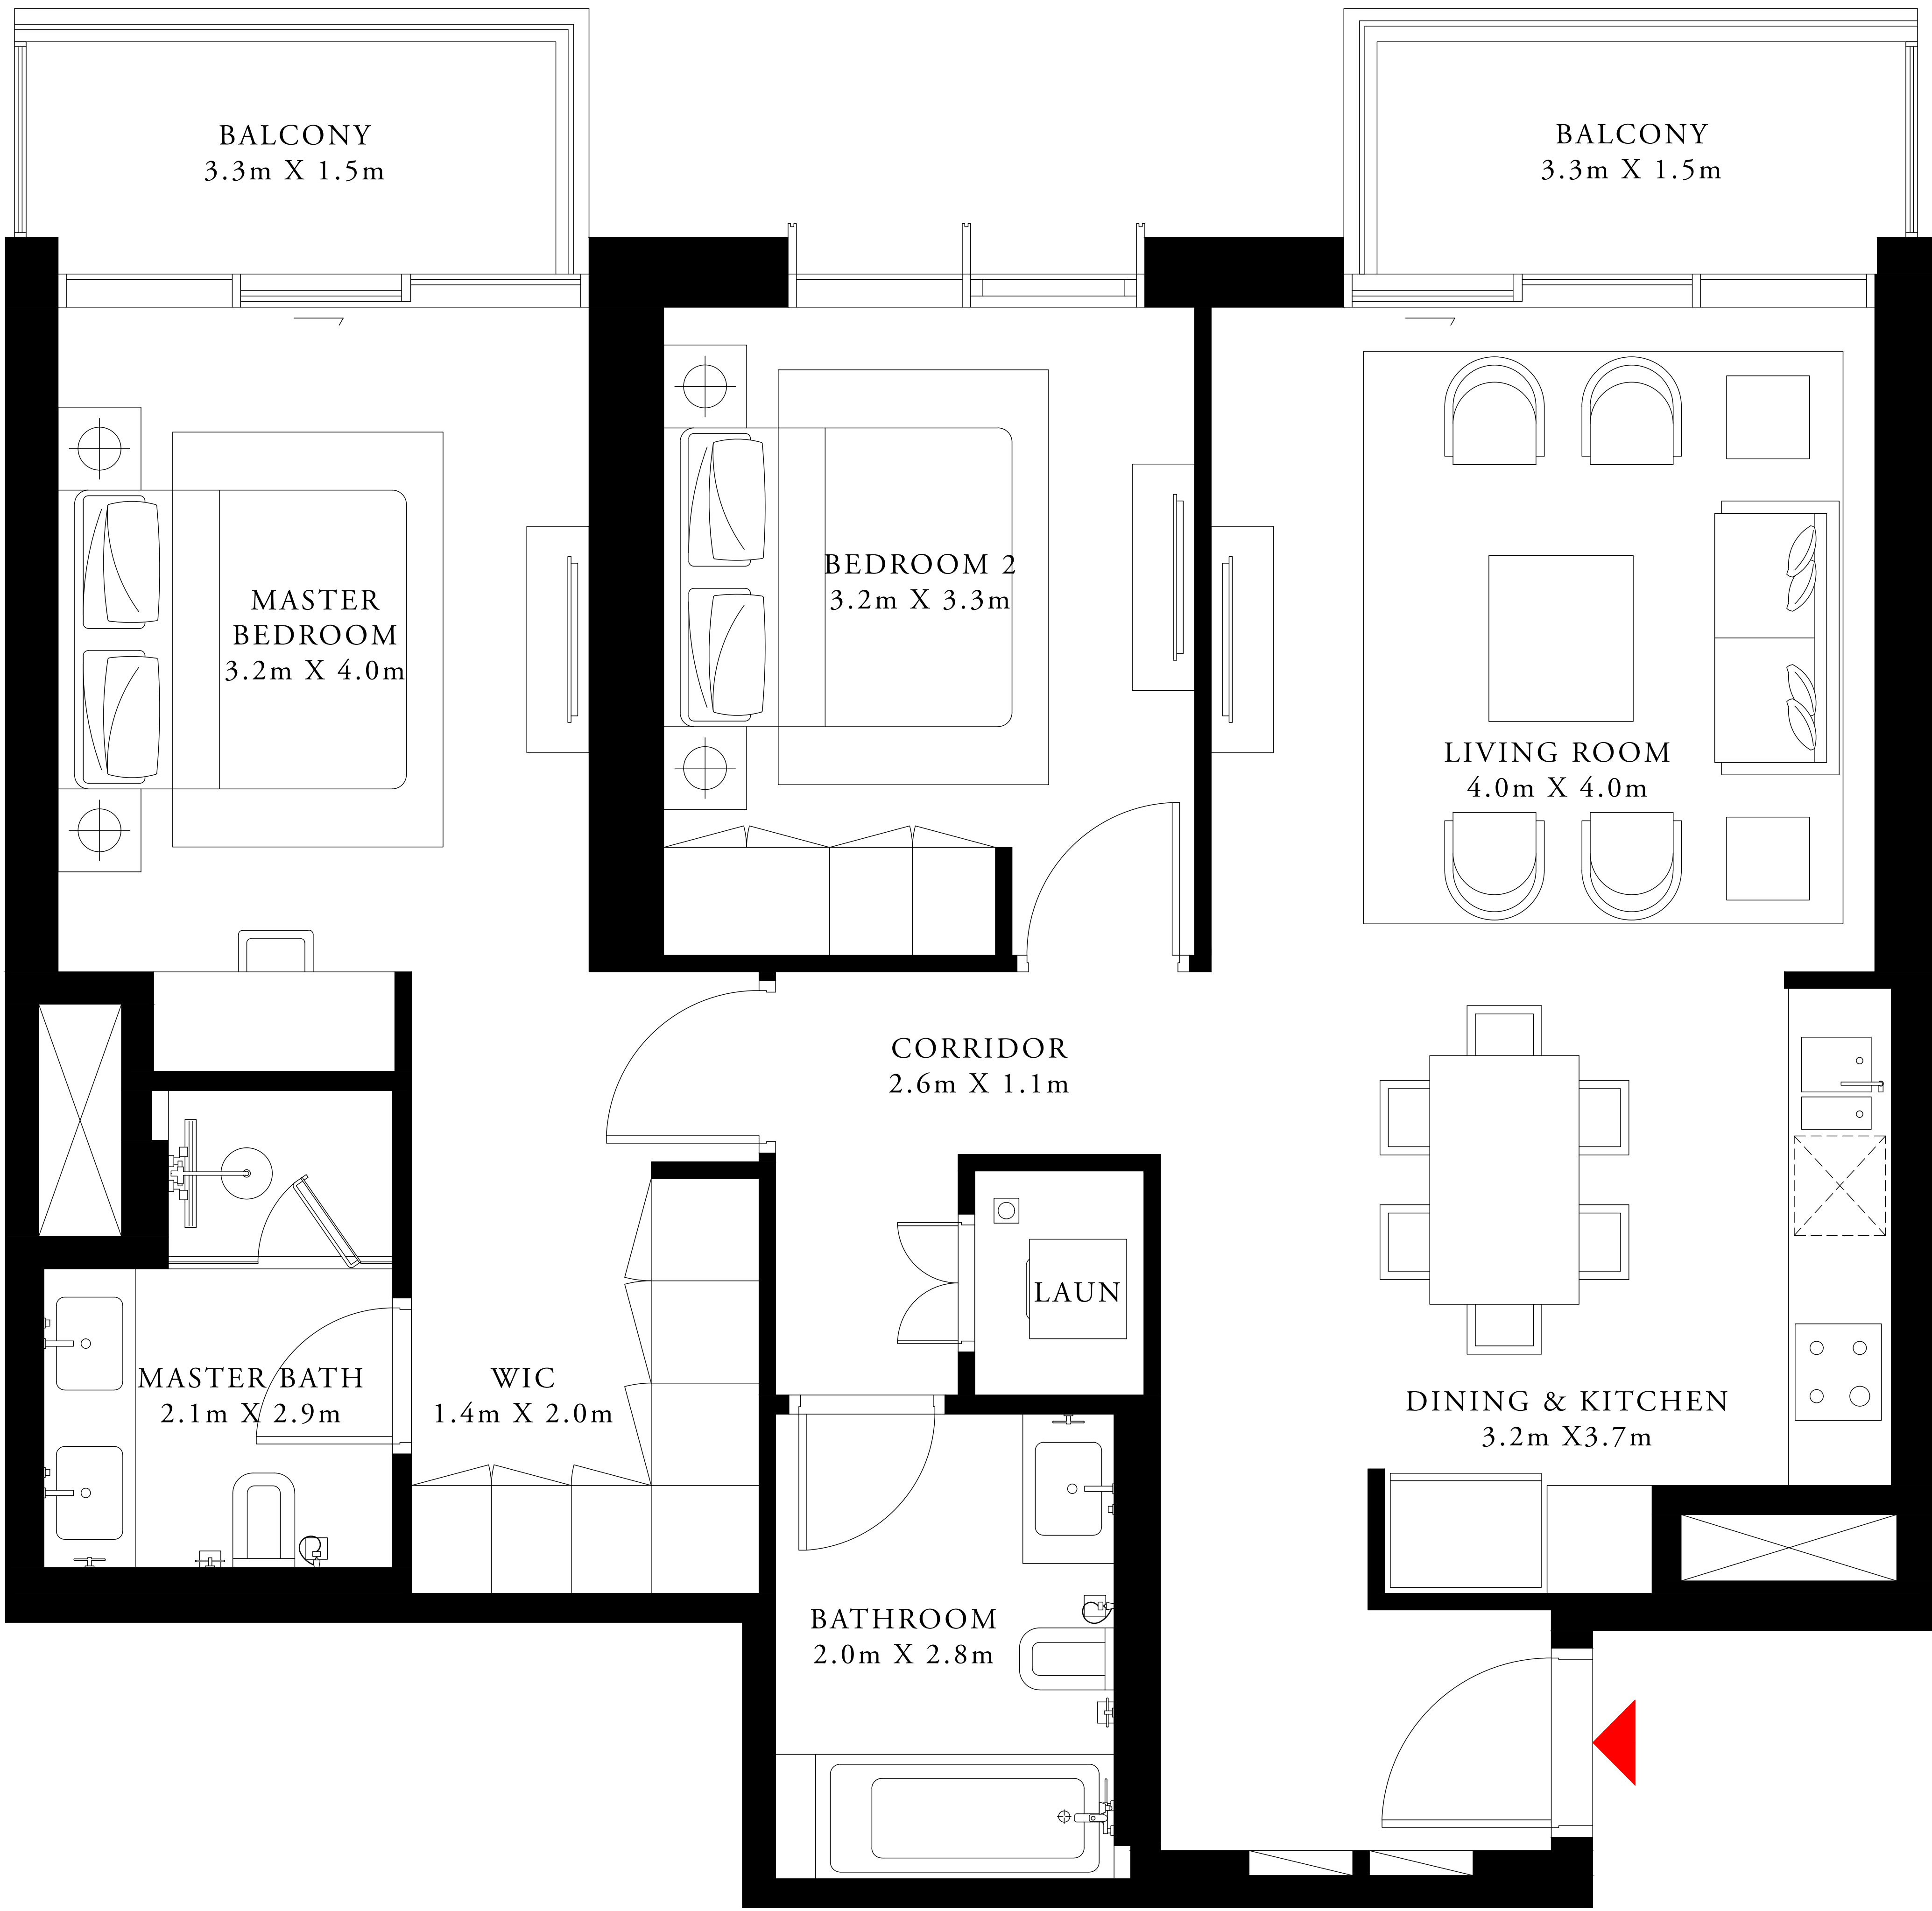 BALCONY
3.3m X 1.5m
BALCONY
3.3m X 1.5m
MASTER
BEDROOM
3.2m X 4.0m
BEDROOM 2
3.2m X 3.3m
LIVING ROOM
4.0m X 4.0m
CORRIDOR
2.6m X 1.1m
LAUN
MASTER BATH
2.1m X 2.9m
WIC
1.4m X 2.0m
DINING & KITCHEN
3.2m X3.7m
BATHROOM
2.0m X 2.8m